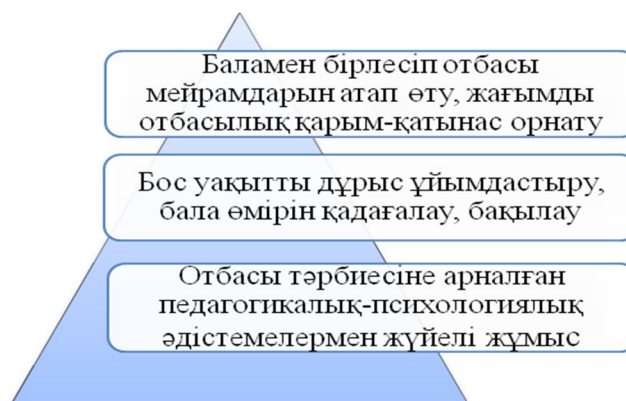 Баламен бірлесіп отбасы
мейрамдарын атап өту, жағымды
отбасылық қарым-қатынас орнату
Бос уақытты дұрыс ұйымдастыру,
бала өмірін қадағалау, бақылау
Отбасы тәрбиесіне арналған
педагогикалық-психологиялық
әдістемелермен жүйелі жұмыс